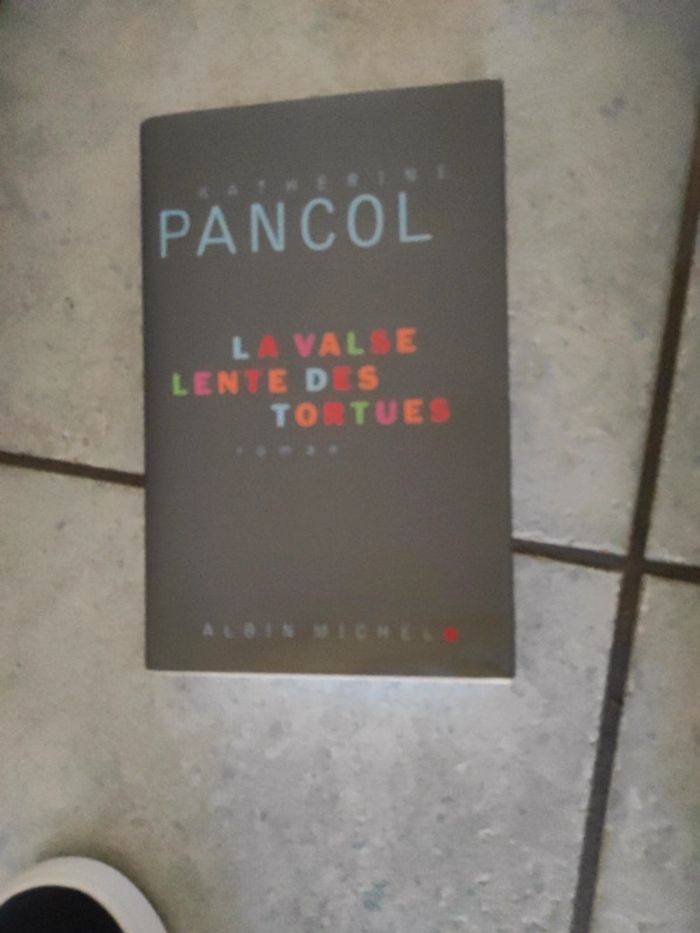 KATHERINE
PANCOL
LA VALSE
LENTE DES
TORTUES
roman
ALBIN MICHEL